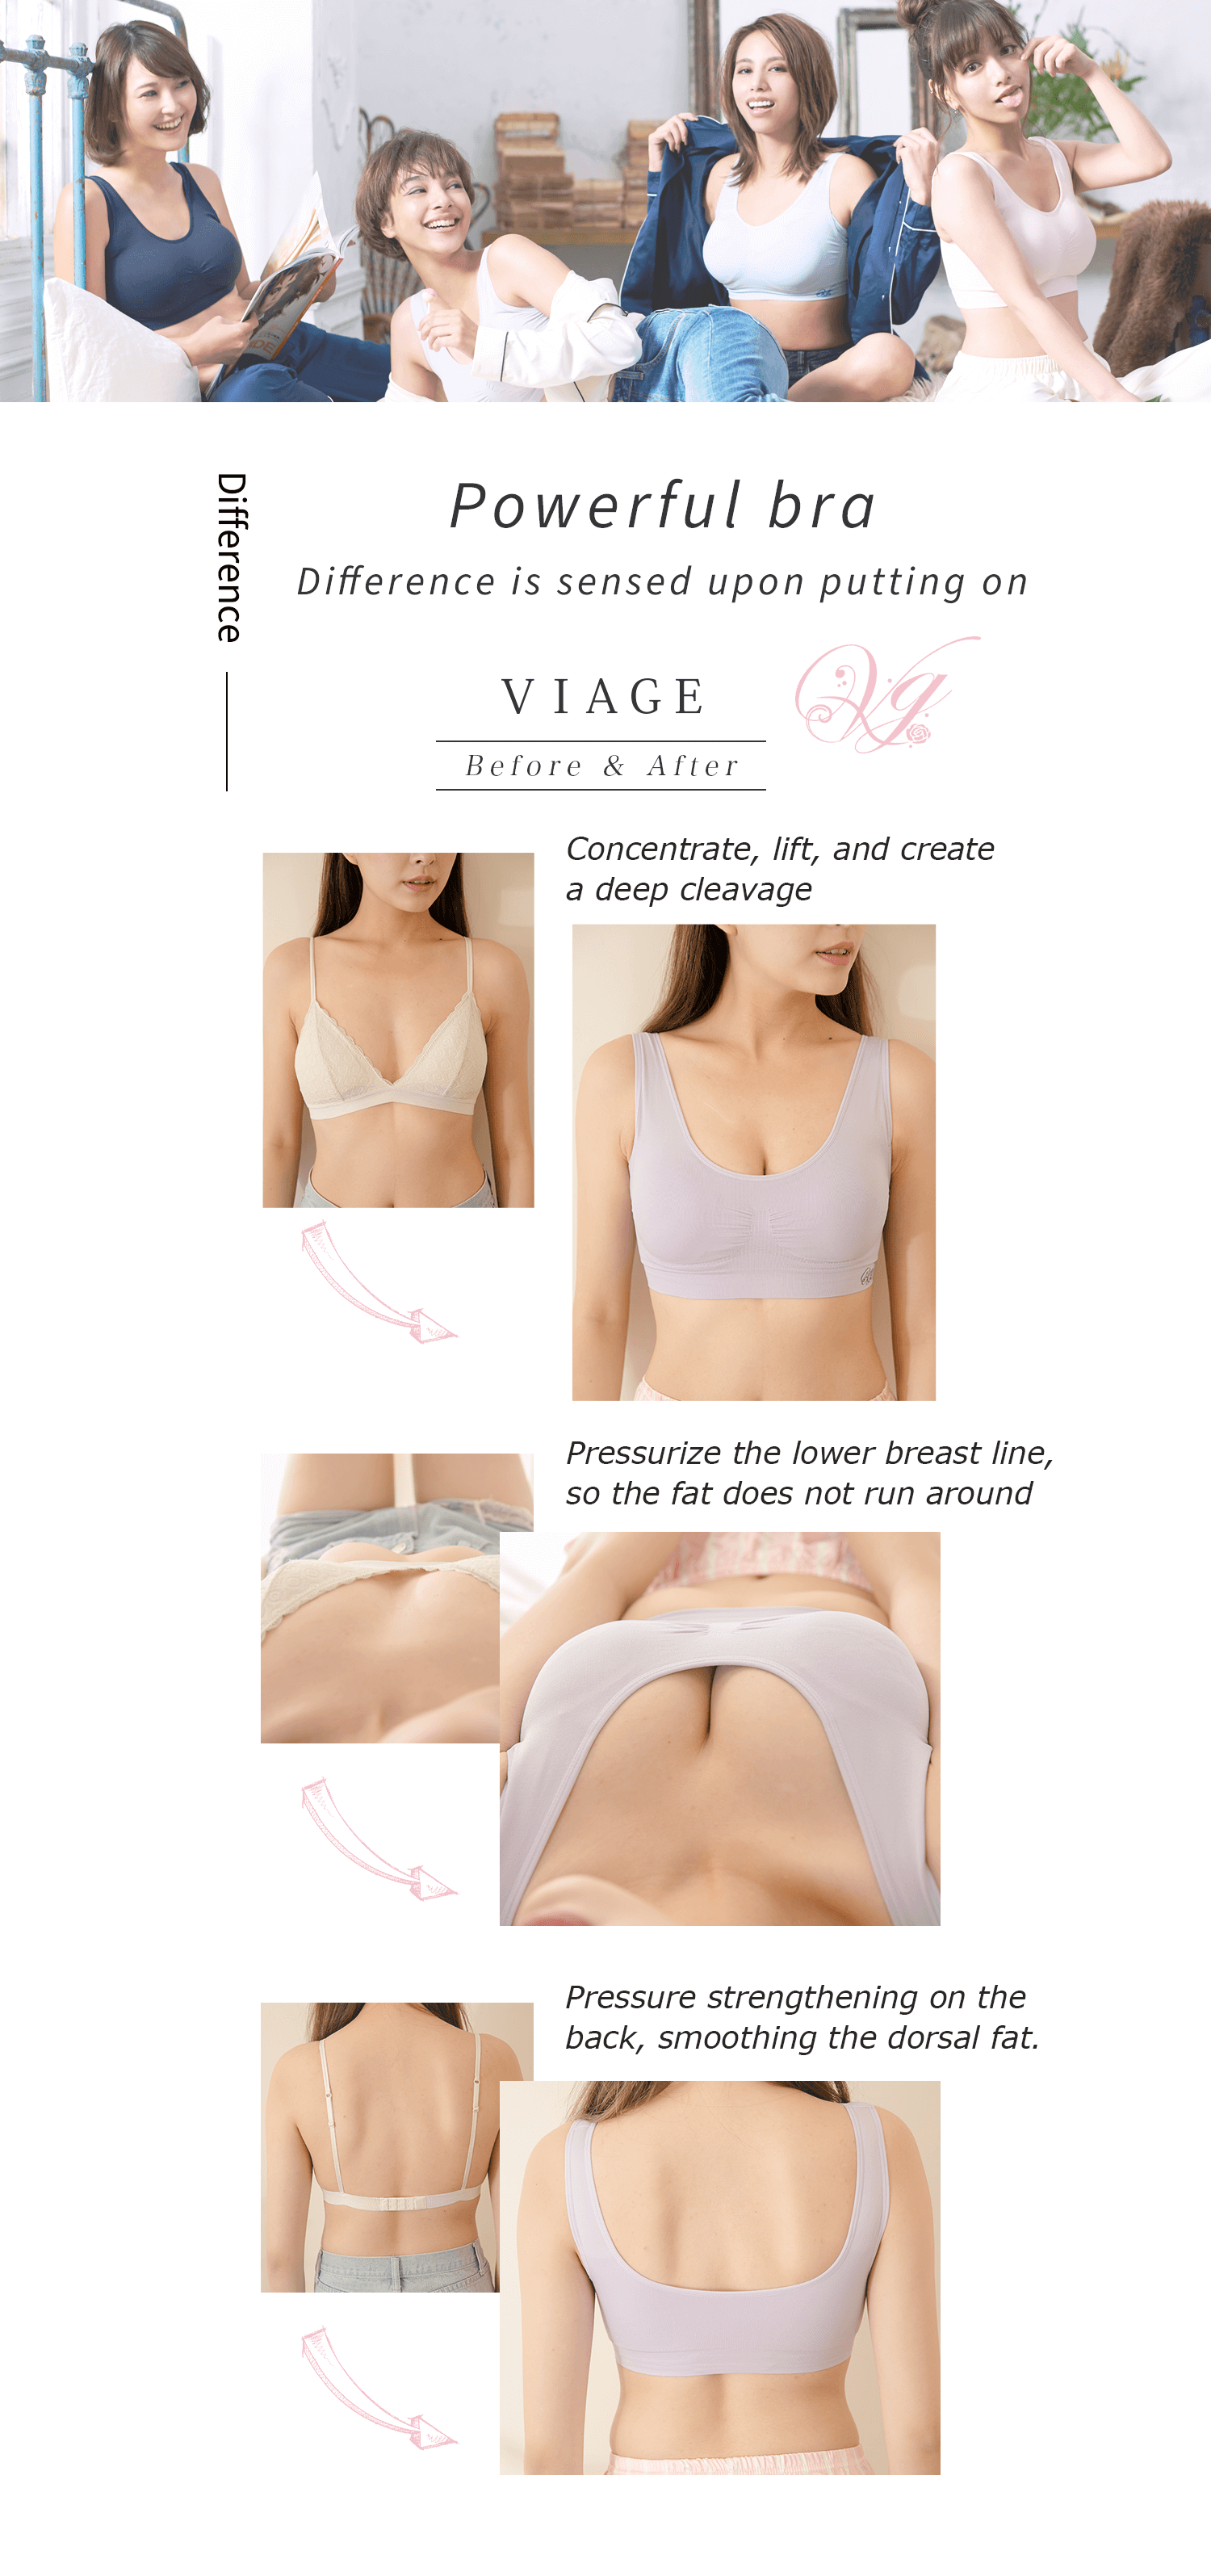 Difference
Powerful bra
Difference is sensed upon putting on
VIAGE
Vg
Before & After
Concentrate, lift, and create
a deep cleavage
Pressurize the lower breast line,
so the fat does not run around
Pressure strengthening on the
back, smoothing the dorsal fat.